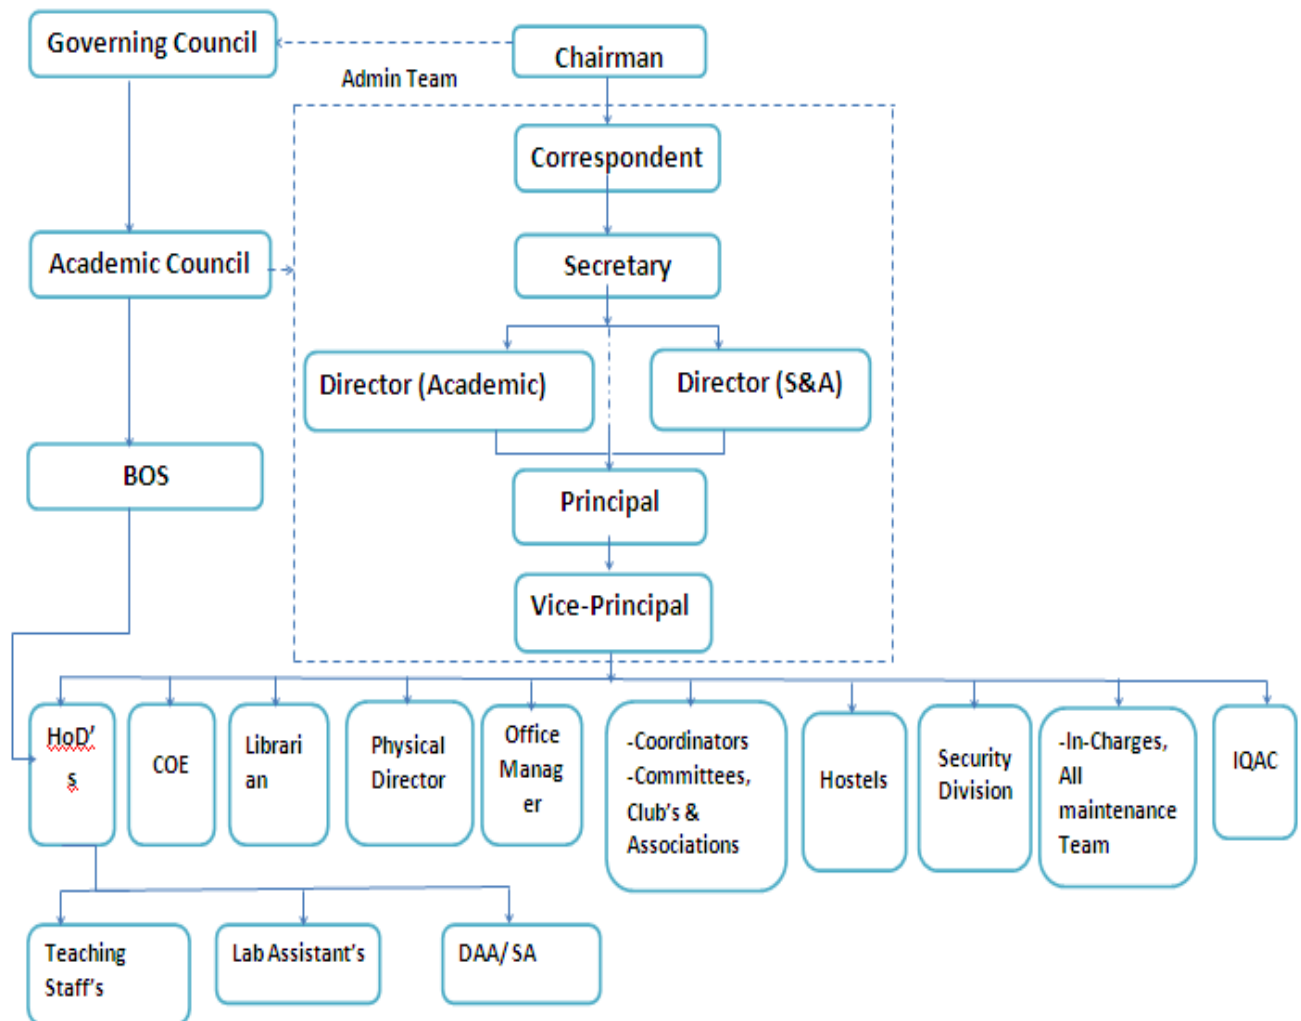 Governing Council
Chairman
Admin Team
Correspondent
Academic Council
Secretary
Director (Academic)
Director (S&A)
BOS
Principal
Vice-Principal
HoD'
s
COE
Librari
an
Physical
Director
Office
Manag
er
-Coordinators
-Committees,
Club's &
Associations
Hostels
Security
Division
-In-Charges,
All
maintenance
Team
IQAC
Teaching
Staff's
Lab Assistant's
DAA/ SA